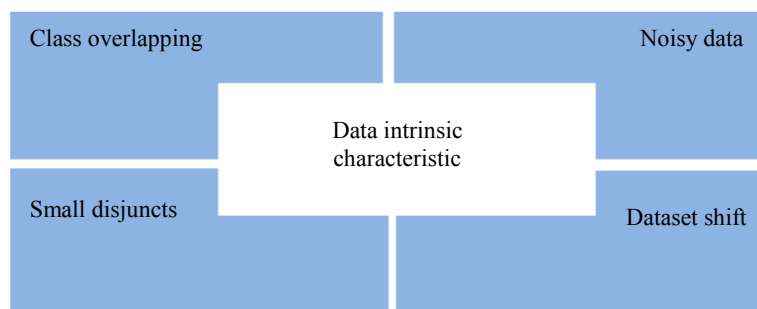 Class overlapping
Noisy data
Data intrinsic
characteristic
Small disjuncts
Dataset shift